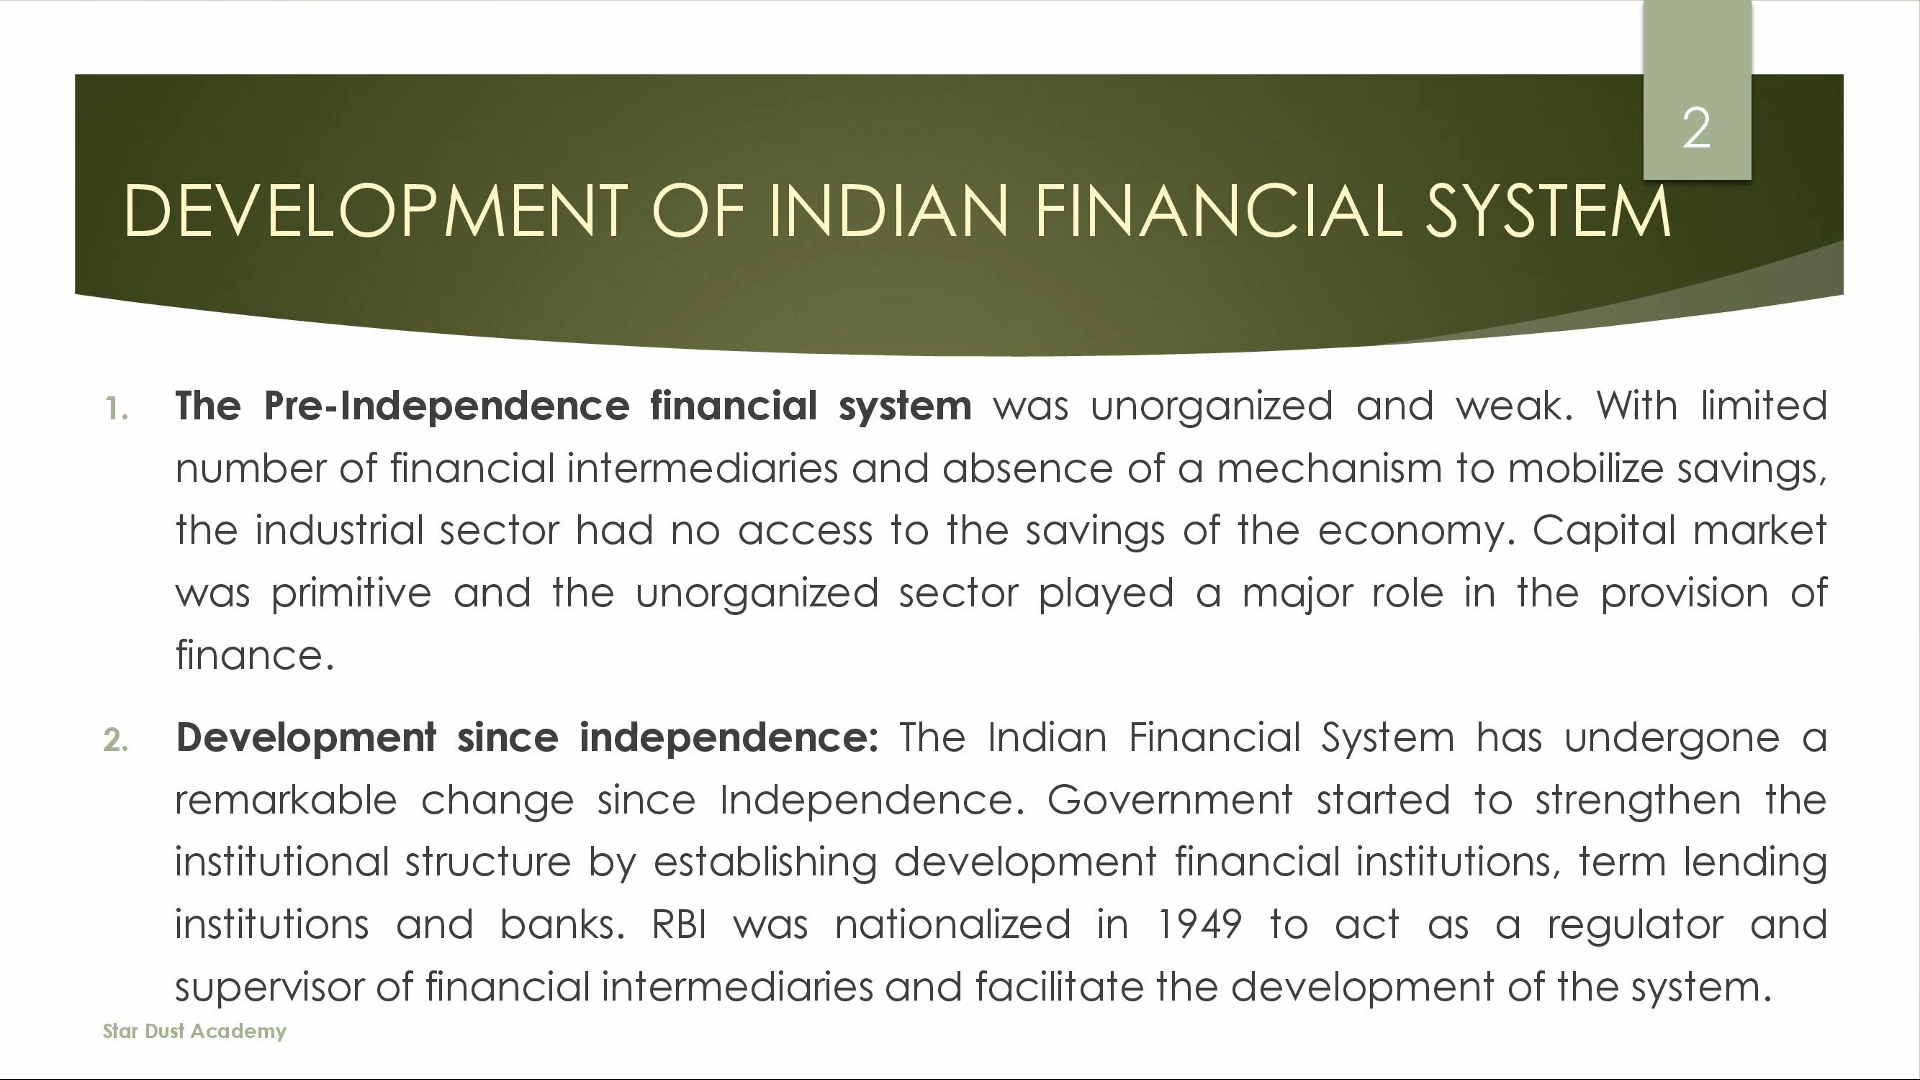 2
DEVELOPMENT OF INDIAN FINANCIAL SYSTEM
1. The Pre-Independence financial system was unorganized and weak. With limited
number of financial intermediaries and absence of a mechanism to mobilize savings,
the industrial sector had no access to the savings of the economy. Capital market
was primitive and the unorganized sector played a major role in the provision of
finance.
2. Development since independence: The Indian Financial System has undergone a
remarkable change since Independence. Government started to strengthen the
institutional structure by establishing development financial institutions, term lending
institutions and banks. RBI was nationalized in 1949 to act as a regulator and
supervisor of financial intermediaries and facilitate the development of the system.
Star Dust Academy